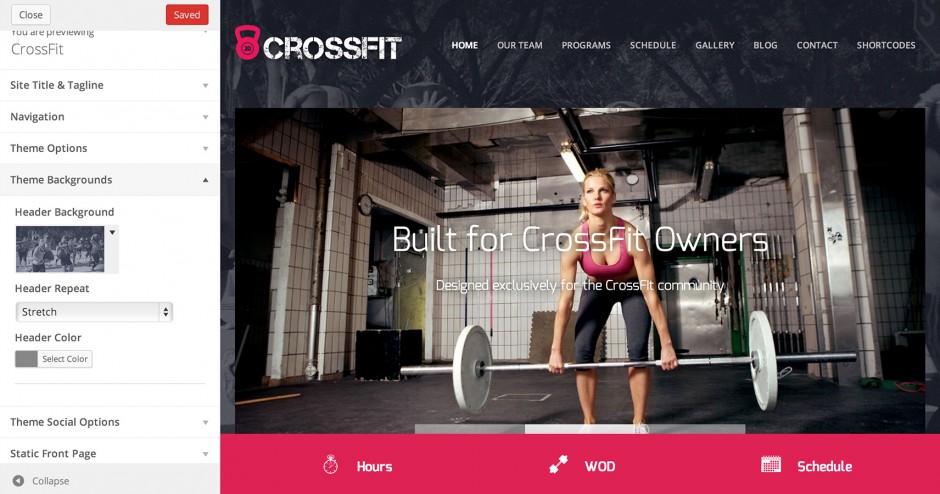 Close
Saved
You are previewing
CrossFit
Site Title & Tagline
Navigation
Theme Options
Theme Backgrounds
Header Background
Header Repeat
Stretch
Header Color
Select Color
Theme Social Options
Static Front Page
Collapse
CROSSFIT
HOME OUR TEAM PROGRAMS SCHEDULE GALLERY BLOG CONTACT SHORTCODES
Built for CrossFit Owners
Designed exclusively for the CrossFit community
Hours WOD Schedule